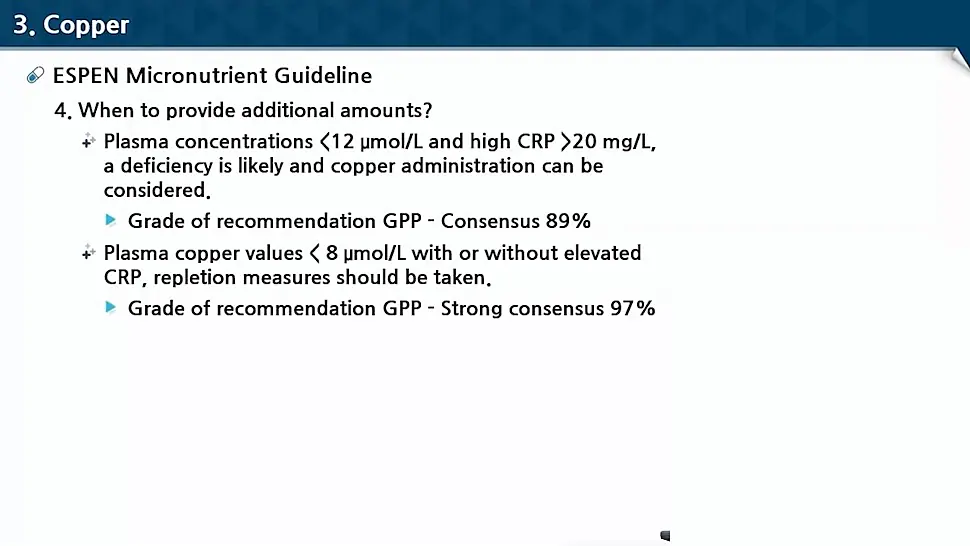 3. Copper
ESPEN Micronutrient Guideline
4. When to provide additional amounts?
Plasma concentrations <12 μmol/L and high CRP >20 mg/L,
a deficiency is likely and copper administration can be
considered.
Grade of recommendation GPP - Consensus 89%
Plasma copper values < 8 μmol/L with or without elevated
CRP, repletion measures should be taken.
Grade of recommendation GPP - Strong consensus 97%